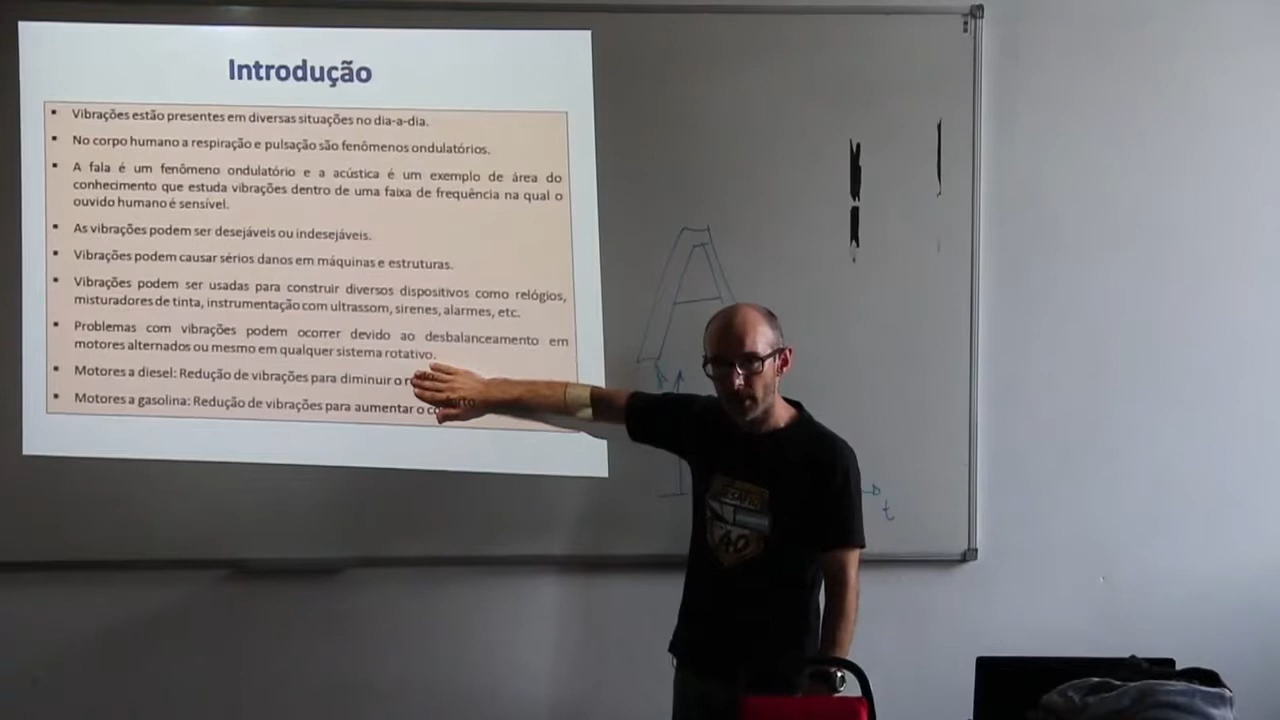 Introdução
Vibrações estão presentes em diversas situações no dia-a-dia.
No corpo humano a respiração e pulsação são fenômenos ondulatórios.
A fala é um fenômeno ondulatório e a acústica é um exemplo de área do
conhecimento que estuda vibrações dentro de uma faixa de frequência na qual o
ouvido humano é sensível.
As vibrações podem ser desejáveis ou indesejáveis.
Vibrações podem causar sérios danos em máquinas e estruturas.
Vibrações podem ser usadas para construir diversos dispositivos como relógios,
misturadores de tinta, instrumentação com ultrassom, sirenes, alarmes, etc.
Problemas com vibrações podem ocorrer devido ao desbalanceamento em
motores alternados ou mesmo em qualquer sistema rotativo.
Motores a diesel: Redução de vibrações para diminuir o
Motores a gasolina: Redução de vibrações para aumentar o
A
t
40